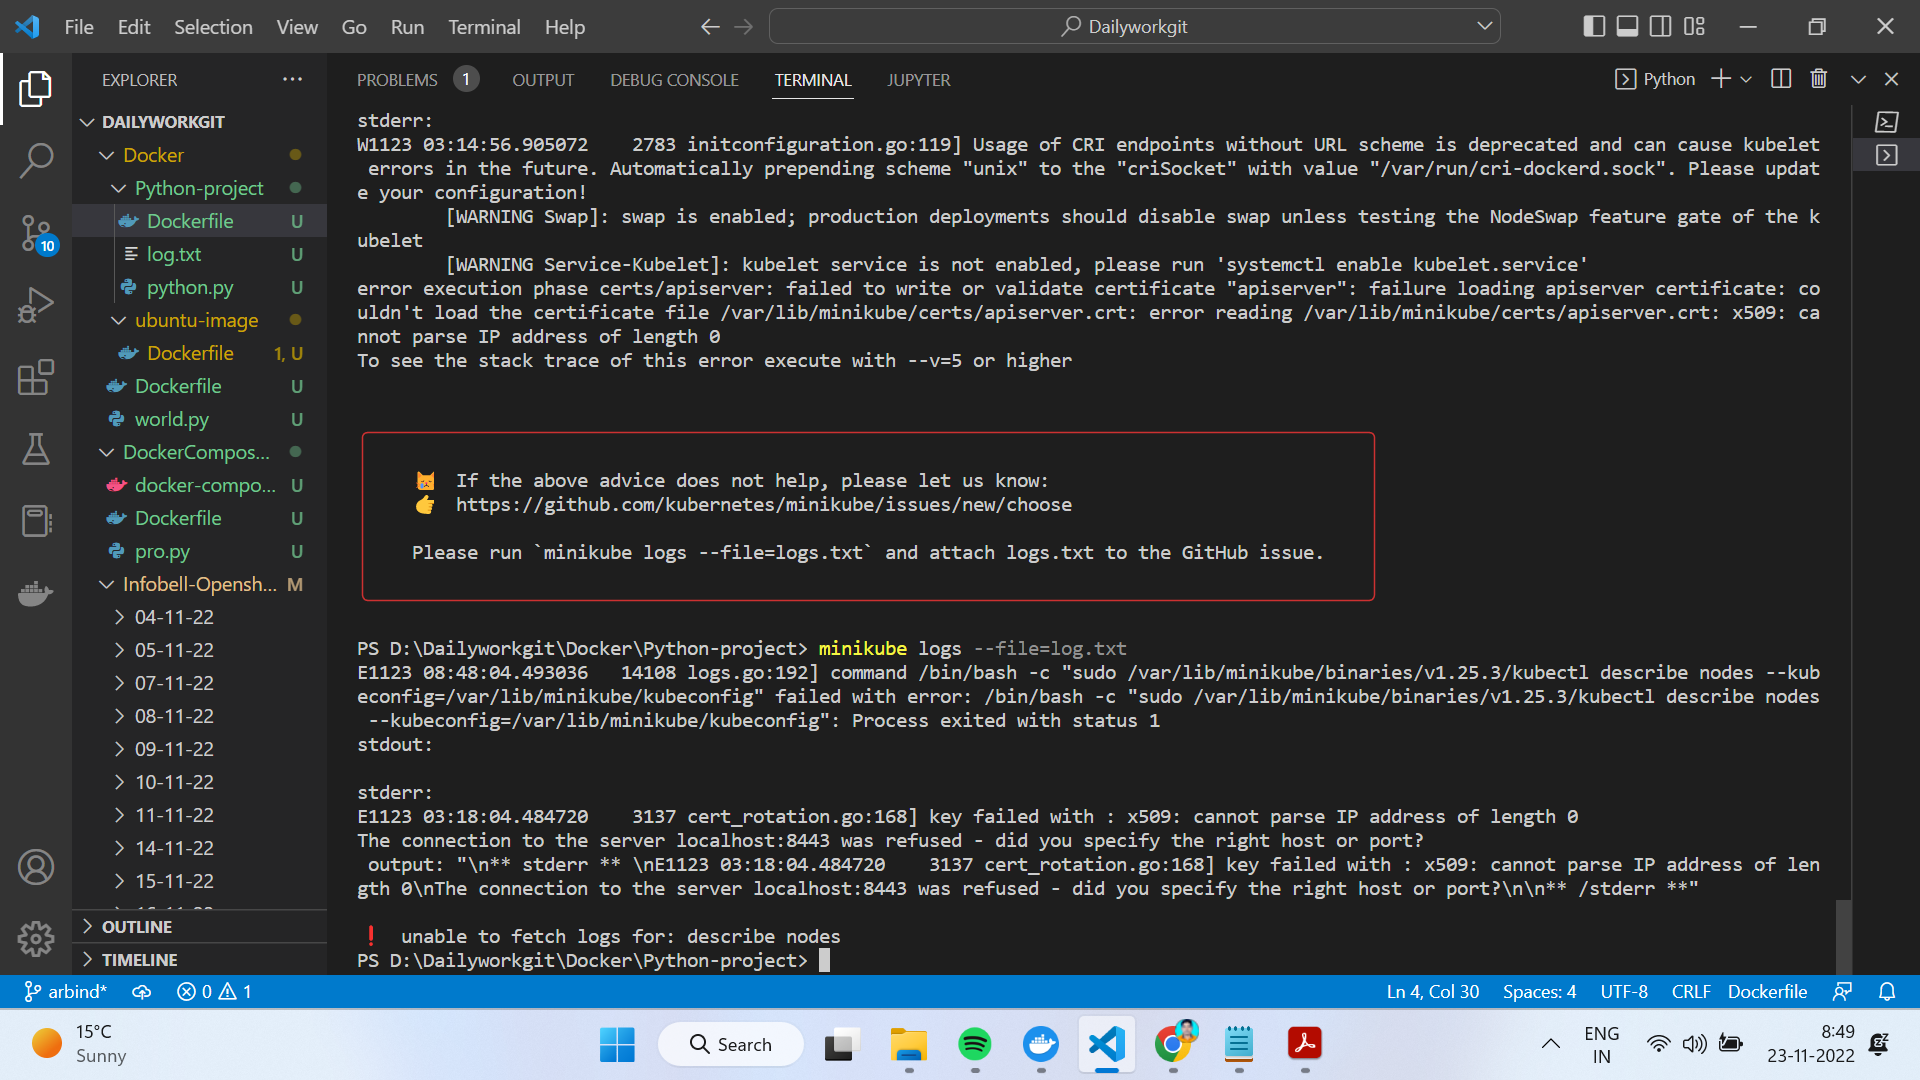 File Edit Selection View Go Run Terminal Help
Dailyworkgit
EXPLORER
DAILYWORKGIT
Docker
Python-project
Dockerfile U
log.txt U
python.py U
ubuntu-image
Dockerfile 1, U
Dockerfile U
world.py U
DockerCompos...
docker-compo... U
Dockerfile U
pro.py U
Infobell-Opensh... M
04-11-22
05-11-22
07-11-22
08-11-22
09-11-22
10-11-22
11-11-22
14-11-22
15-11-22
OUTLINE
TIMELINE
10
PROBLEMS 1 OUTPUT DEBUG CONSOLE TERMINAL JUPYTER
Python
stderr:
W1123 03:14:56.905072    2783 initconfiguration.go:119] Usage of CRI endpoints without URL scheme is deprecated and can cause kubelet
 errors in the future. Automatically prepending scheme "unix" to the "criSocket" with value "/var/run/cri-dockerd.sock". Please updat
e your configuration!
        [WARNING Swap]: swap is enabled; production deployments should disable swap unless testing the NodeSwap feature gate of the k
ubelet
        [WARNING Service-Kubelet]: kubelet service is not enabled, please run 'systemctl enable kubelet.service'
error execution phase certs/apiserver: failed to write or validate certificate "apiserver": failure loading apiserver certificate: co
uldn't load the certificate file /var/lib/minikube/certs/apiserver.crt: error reading /var/lib/minikube/certs/apiserver.crt: x509: ca
nnot parse IP address of length 0
To see the stack trace of this error execute with --v=5 or higher
😿 If the above advice does not help, please let us know:
👉 https://github.com/kubernetes/minikube/issues/new/choose
Please run `minikube logs --file=logs.txt` and attach logs.txt to the GitHub issue.
PS D:\Dailyworkgit\Docker\Python-project> minikube logs --file=log.txt
E1123 08:48:04.493036   14108 logs.go:192] command /bin/bash -c "sudo /var/lib/minikube/binaries/v1.25.3/kubectl describe nodes --kub
econfig=/var/lib/minikube/kubeconfig" failed with error: /bin/bash -c "sudo /var/lib/minikube/binaries/v1.25.3/kubectl describe nodes
 --kubeconfig=/var/lib/minikube/kubeconfig": Process exited with status 1
stdout:
stderr:
E1123 03:18:04.484720    3137 cert_rotation.go:168] key failed with : x509: cannot parse IP address of length 0
The connection to the server localhost:8443 was refused - did you specify the right host or port?
 output: "\n** stderr ** \nE1123 03:18:04.484720    3137 cert_rotation.go:168] key failed with : x509: cannot parse IP address of len
gth 0\nThe connection to the server localhost:8443 was refused - did you specify the right host or port?\n\n** /stderr **"
❗ unable to fetch logs for: describe nodes
PS D:\Dailyworkgit\Docker\Python-project>
arbind* 0 1 Ln 4, Col 30 Spaces: 4 UTF-8 CRLF Dockerfile
15°C
Sunny
Search
ENG
IN
8:49
23-11-2022